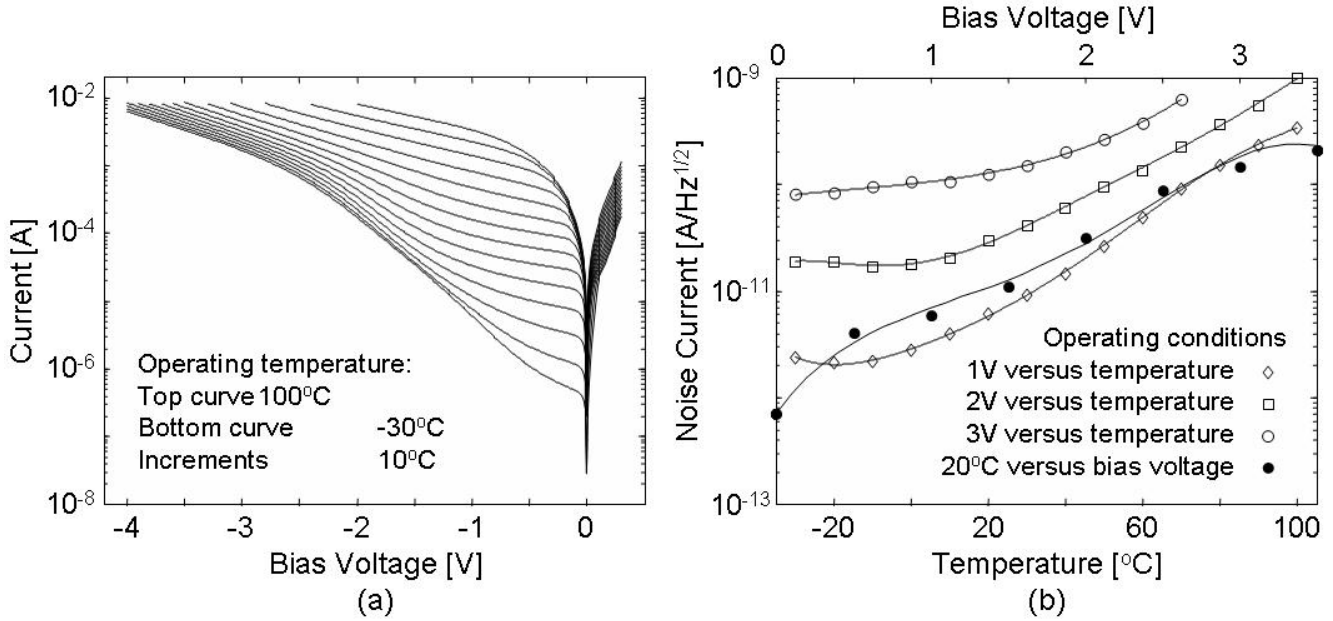 10⁻²
10⁻⁴
10⁻⁶
10⁻⁸
Current [A]
Operating temperature:
Top curve 100°C
Bottom curve -30°C
Increments 10°C
-4 -3 -2 -1 0
Bias Voltage [V]
(a)
Bias Voltage [V]
0 1 2 3
10⁻⁹
10⁻¹¹
10⁻¹³
Noise Current [A/Hz^1/2]
Operating conditions
1V versus temperature
2V versus temperature
3V versus temperature
20°C versus bias voltage
-20 20 60 100
Temperature [°C]
(b)